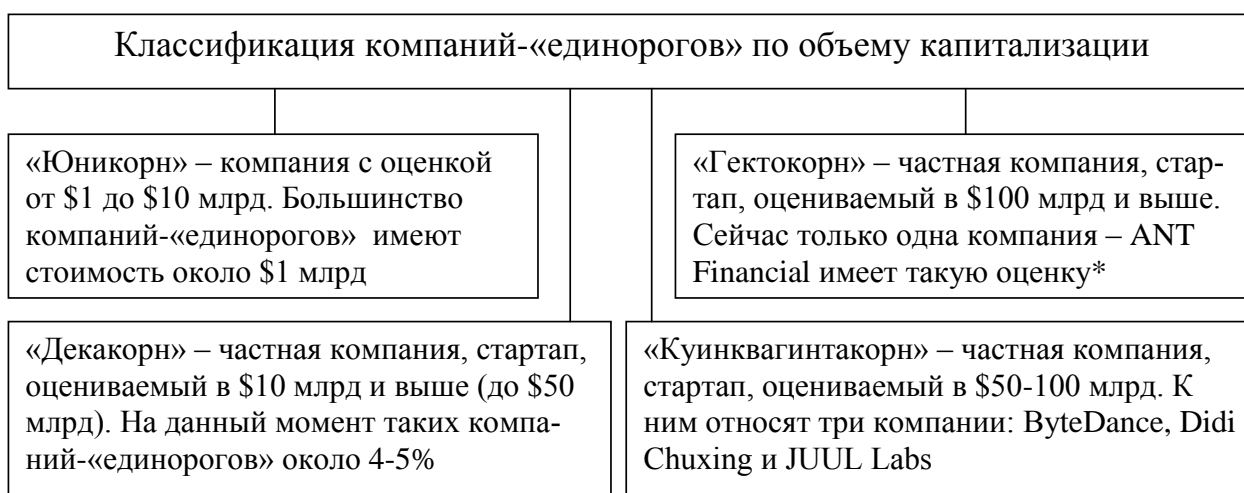 Классификация компаний-«единорогов» по объему капитализации
«Юникорн» – компания с оценкой
от $1 до $10 млрд. Большинство
компаний-«единорогов» имеют
стоимость около $1 млрд
«Гектокорн» – частная компания, стар-
тап, оцениваемый в $100 млрд и выше.
Сейчас только одна компания – ANT
Financial имеет такую оценку*
«Декакорн» – частная компания, стартап,
оцениваемый в $10 млрд и выше (до $50
млрд). На данный момент таких компа-
ний-«единорогов» около 4-5%
«Куинквагинтакорн» – частная компания,
стартап, оцениваемый в $50-100 млрд. К
ним относят три компании: ByteDance, Didi
Chuxing и JUUL Labs